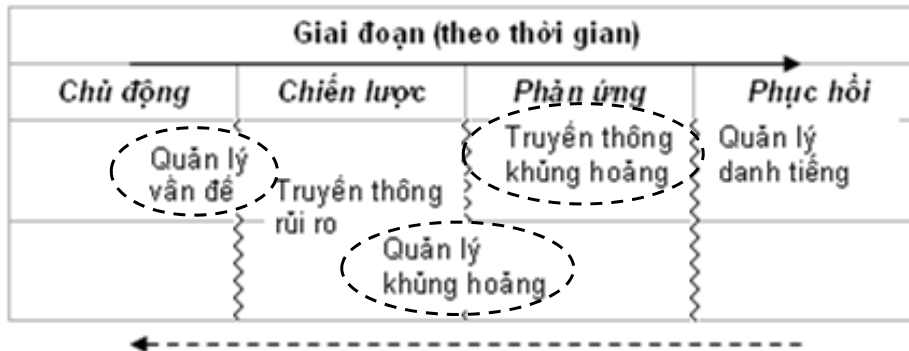 Giai đoạn (theo thời gian)
Chủ động Chiến lược Phản ứng Phục hồi
Quản lý
vấn đề
Truyền thông
rủi ro
Quản lý
khủng hoảng
Truyền thông
khủng hoảng
Quản lý
danh tiếng